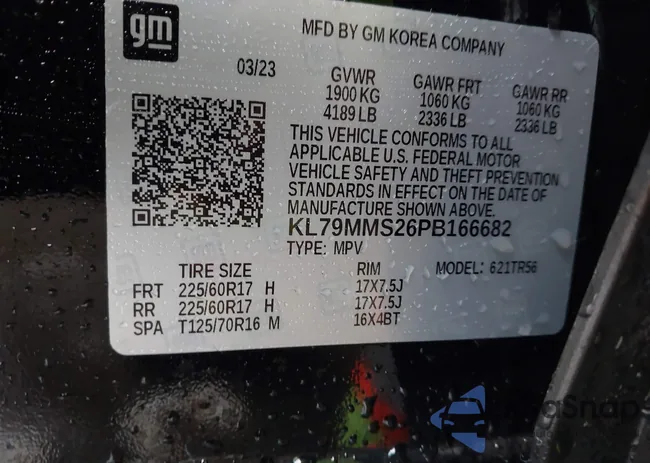 gm
MFD BY GM KOREA COMPANY
03/23
GVWR GAWR FRT GAWR RR
1900 KG 1060 KG 1060 KG
4189 LB 2336 LB 2336 LB
THIS VEHICLE CONFORMS TO ALL
APPLICABLE U.S. FEDERAL MOTOR
VEHICLE SAFETY AND THEFT PREVENTION
STANDARDS IN EFFECT ON THE DATE OF
MANUFACTURE SHOWN ABOVE.
KL79MMS26PB166682
TYPE: MPV
TIRE SIZE RIM MODEL: 621TR56
FRT 225/60R17 H 17X7.5J
RR 225/60R17 H 17X7.5J
SPA T125/70R16 M 16X4BT